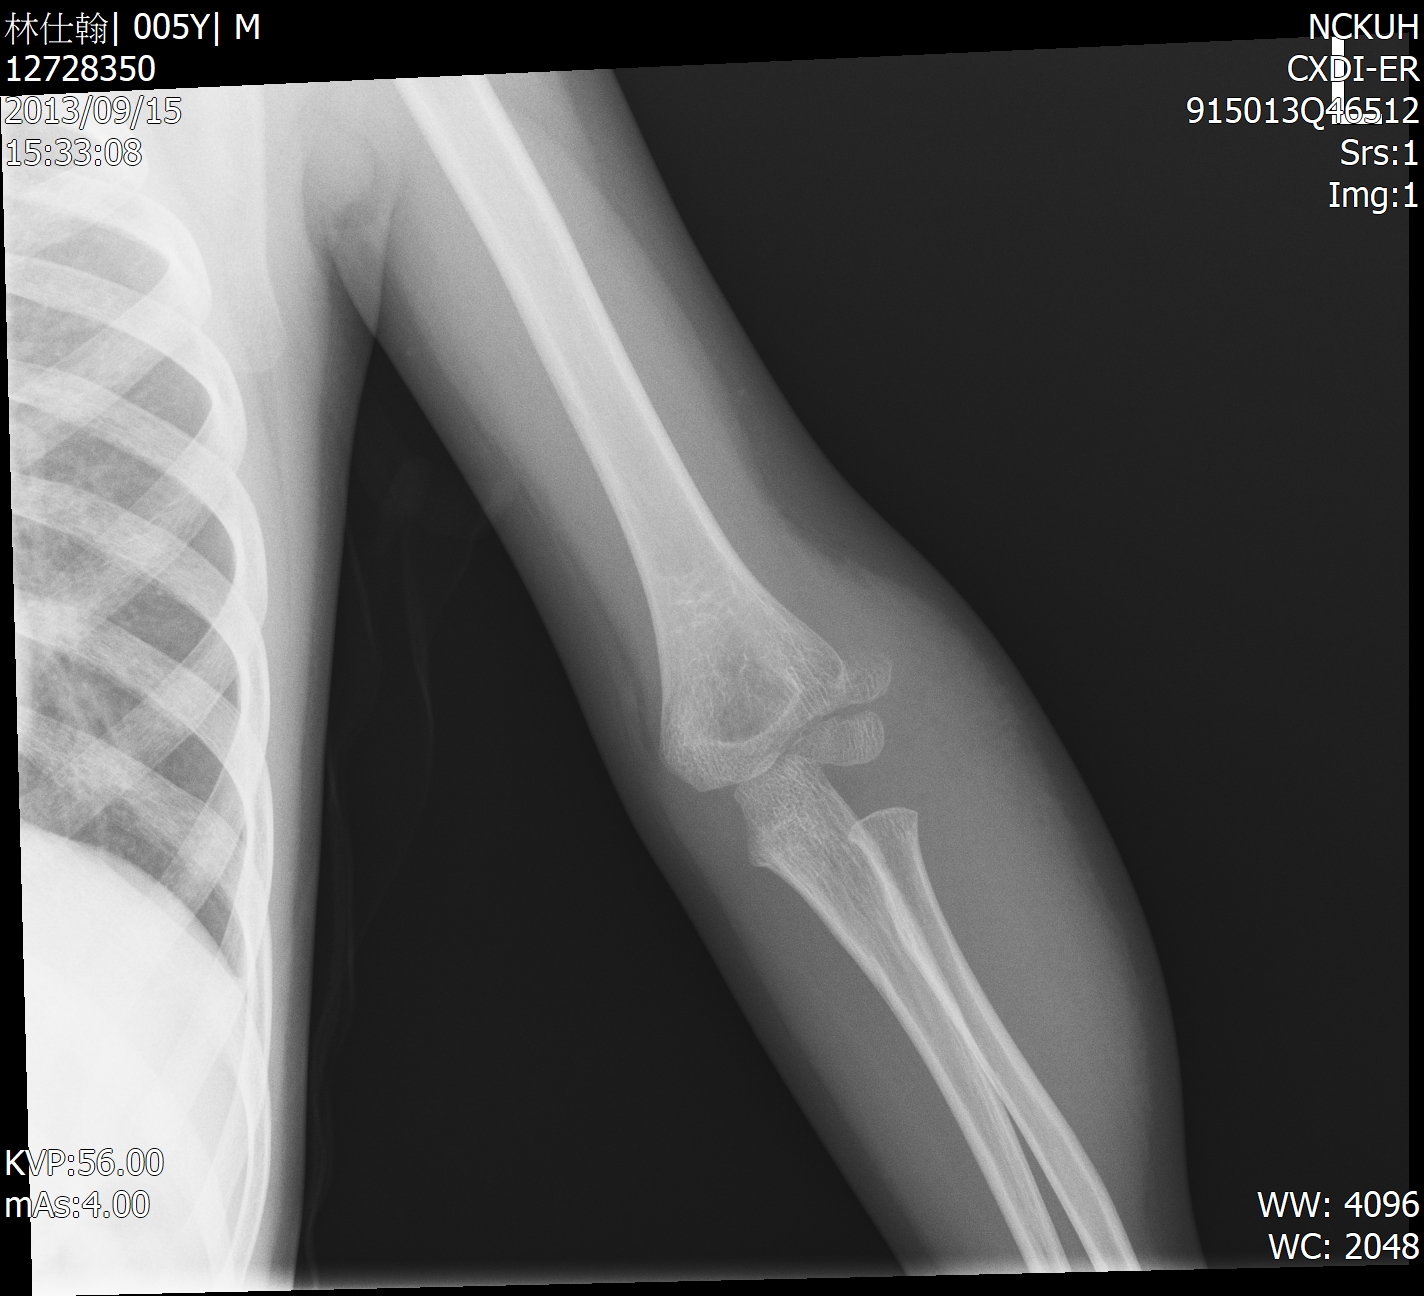 林仕翰| 005Y| M
12728350
2013/09/15
15:33:08
NCKUH
CXDI-ER
915013Q46512
Srs:1
Img:1
L
KVP:56.00
mAs:4.00
WW: 4096
WC: 2048